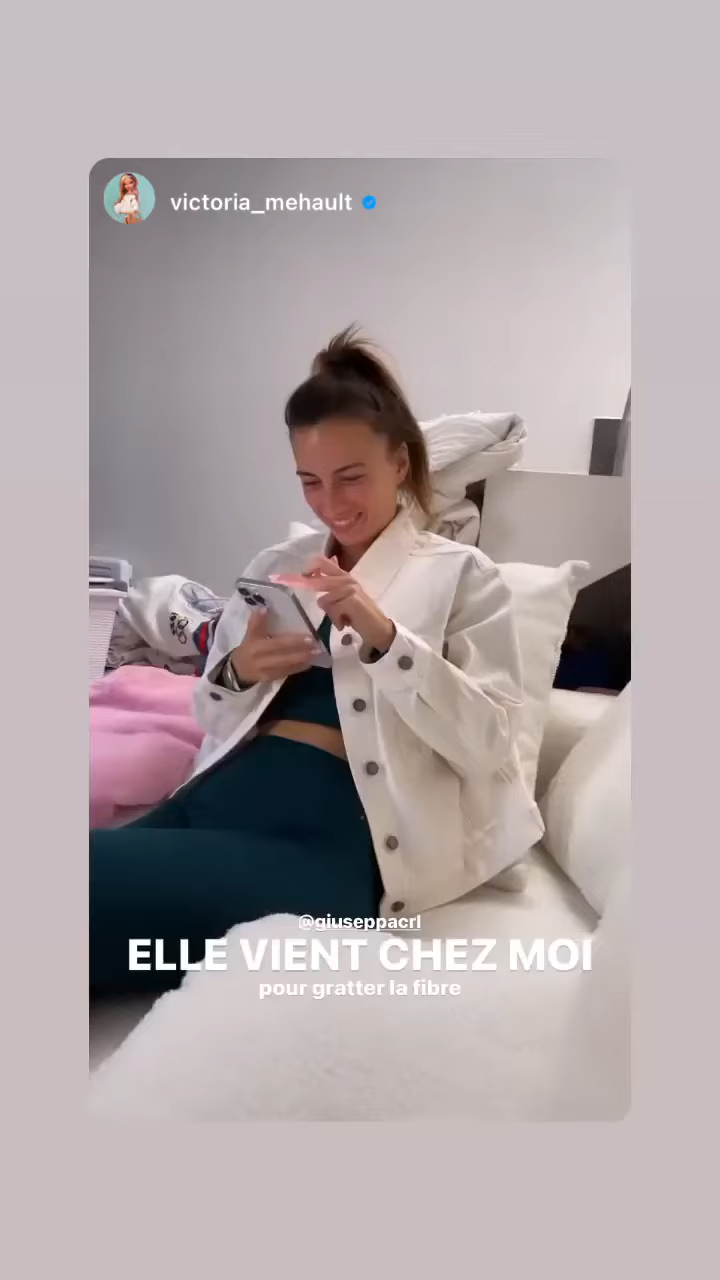 victoria_mehault
@giuseppacrl
ELLE VIENT CHEZ MOI
pour gratter la fibre